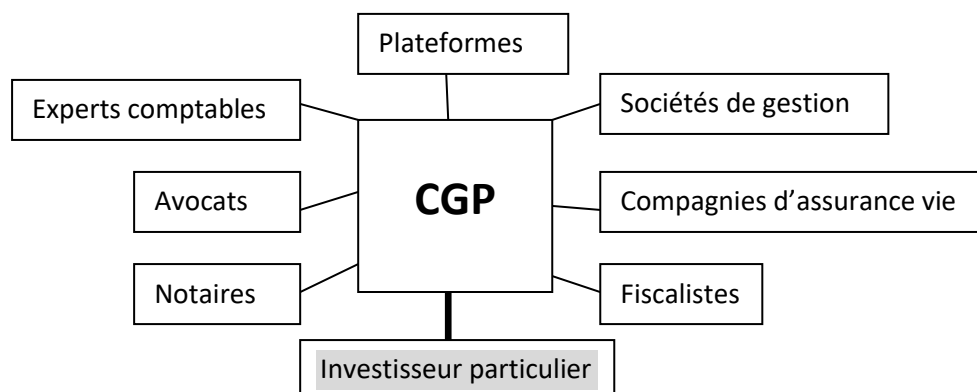 Plateformes
Experts comptables
Sociétés de gestion
CGP
Avocats
Compagnies d’assurance vie
Notaires
Fiscalistes
Investisseur particulier